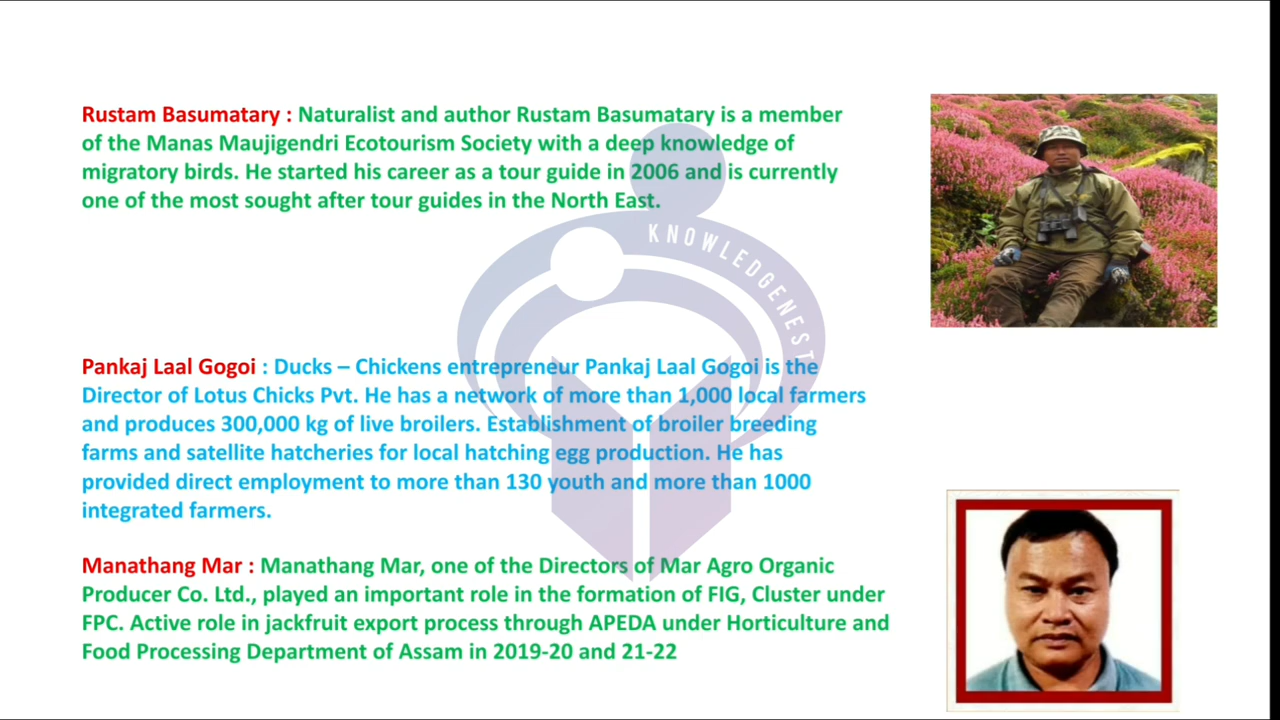 Rustam Basumatary : Naturalist and author Rustam Basumatary is a member
of the Manas Maujigendri Ecotourism Society with a deep knowledge of
migratory birds. He started his career as a tour guide in 2006 and is currently
one of the most sought after tour guides in the North East.
KNOWLEDGENEST
Pankaj Laal Gogoi : Ducks – Chickens entrepreneur Pankaj Laal Gogoi is the
Director of Lotus Chicks Pvt. He has a network of more than 1,000 local farmers
and produces 300,000 kg of live broilers. Establishment of broiler breeding
farms and satellite hatcheries for local hatching egg production. He has
provided direct employment to more than 130 youth and more than 1000
integrated farmers.
Manathang Mar : Manathang Mar, one of the Directors of Mar Agro Organic
Producer Co. Ltd., played an important role in the formation of FIG, Cluster under
FPC. Active role in jackfruit export process through APEDA under Horticulture and
Food Processing Department of Assam in 2019-20 and 21-22